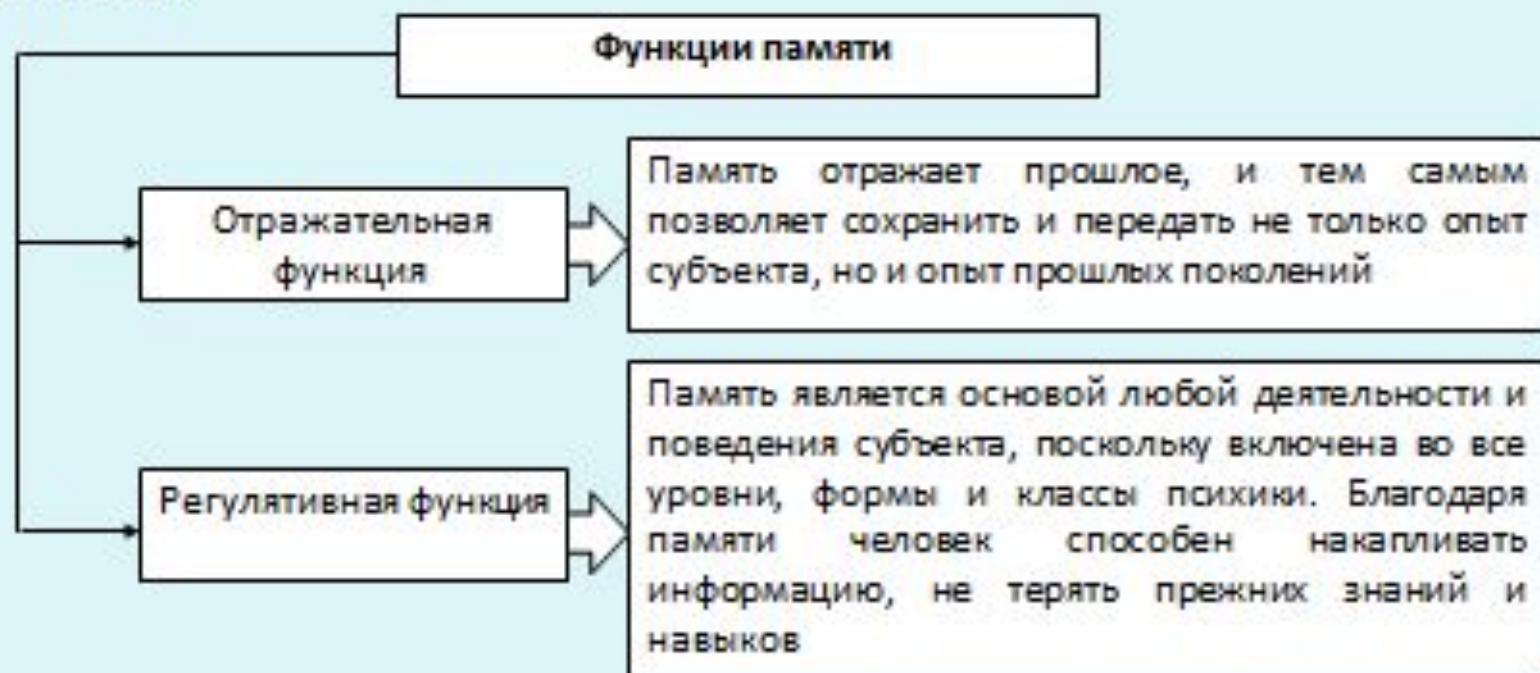 Функции памяти
Отражательная
функция
Память отражает прошлое, и тем самым
позволяет сохранить и передать не только опыт
субъекта, но и опыт прошлых поколений
Регулятивная функция
Память является основой любой деятельности и
поведения субъекта, поскольку включена во все
уровни, формы и классы психики. Благодаря
памяти человек способен накапливать
информацию, не терять прежних знаний и
навыков